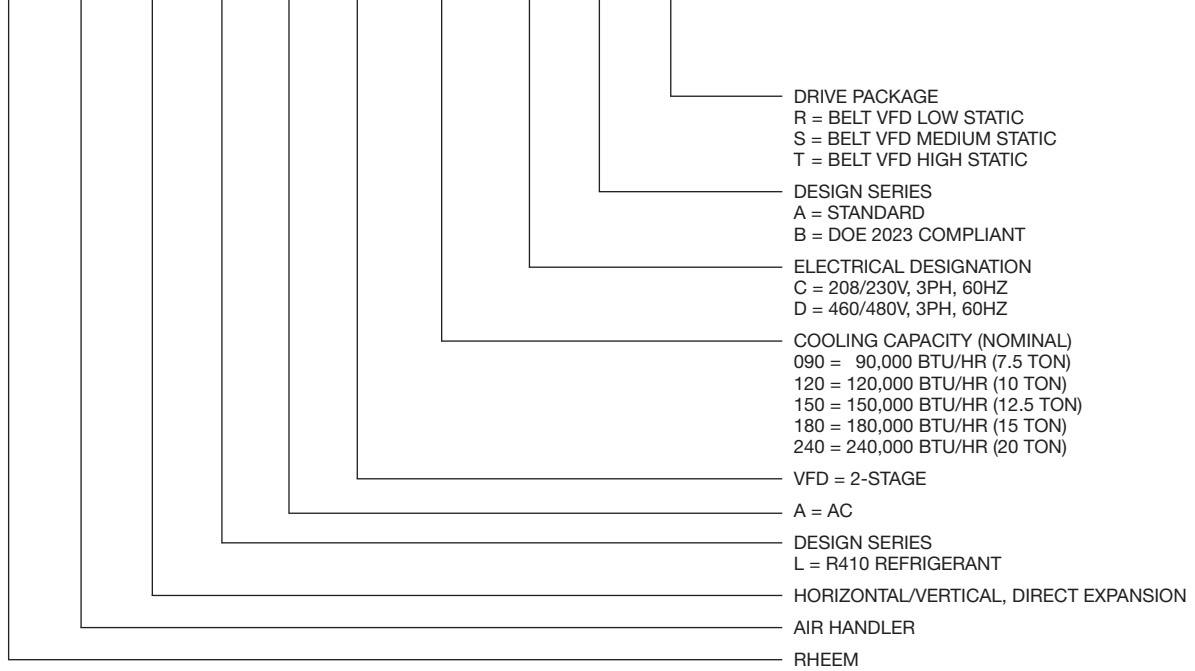 DRIVE PACKAGE
R = BELT VFD LOW STATIC
S = BELT VFD MEDIUM STATIC
T = BELT VFD HIGH STATIC
DESIGN SERIES
A = STANDARD
B = DOE 2023 COMPLIANT
ELECTRICAL DESIGNATION
C = 208/230V, 3PH, 60HZ
D = 460/480V, 3PH, 60HZ
COOLING CAPACITY (NOMINAL)
090 = 90,000 BTU/HR (7.5 TON)
120 = 120,000 BTU/HR (10 TON)
150 = 150,000 BTU/HR (12.5 TON)
180 = 180,000 BTU/HR (15 TON)
240 = 240,000 BTU/HR (20 TON)
VFD = 2-STAGE
A = AC
DESIGN SERIES
L = R410 REFRIGERANT
HORIZONTAL/VERTICAL, DIRECT EXPANSION
AIR HANDLER
RHEEM